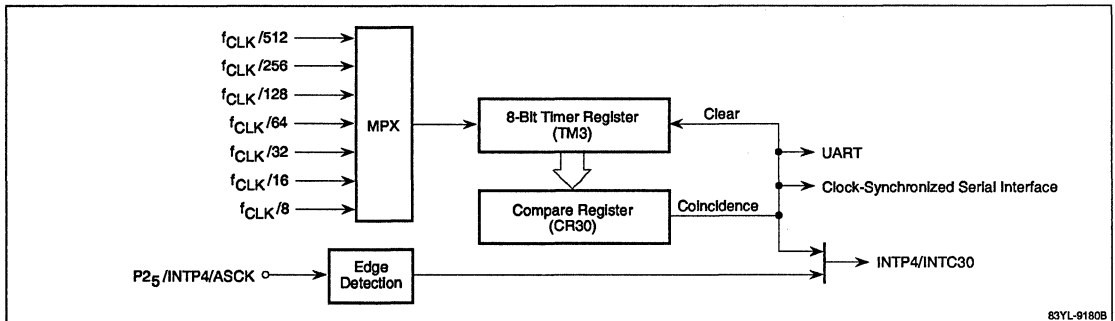 fCLK/512
fCLK/256
fCLK/128
fCLK/64
fCLK/32
fCLK/16
fCLK/8
MPX
8-Bit Timer Register
(TM3)
Clear
UART
Clock-Synchronized Serial Interface
Compare Register
(CR30)
Coincidence
P25/INTP4/ASCK
Edge
Detection
INTP4/INTC30
83YL-9180B